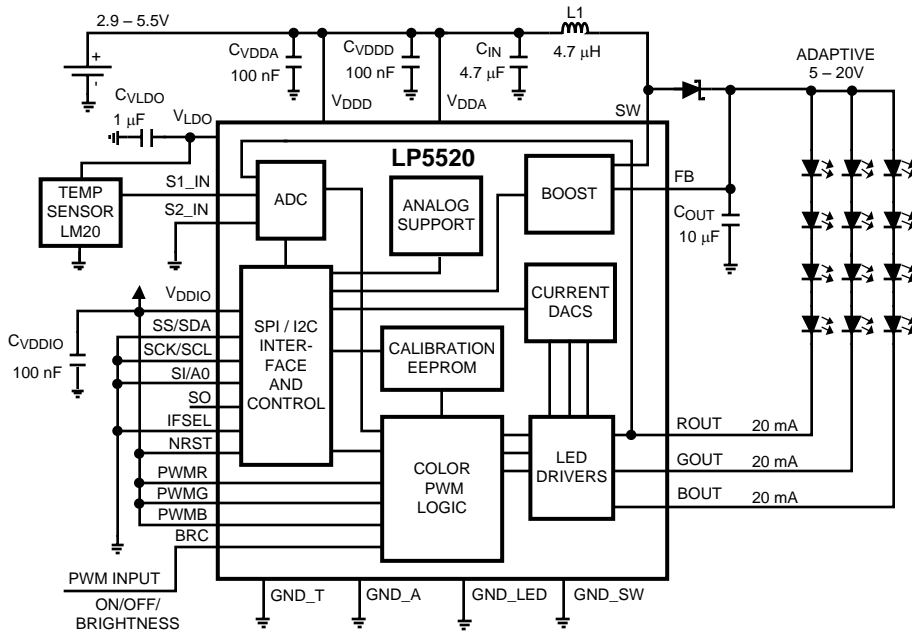 2.9 – 5.5V
+
-
CVDDA
100 nF
CVDDD
100 nF
CIN
4.7 µF
L1
4.7 µH
ADAPTIVE
5 – 20V
CVLDO
1 µF
VLDO
VDDD
VDDA
SW
LP5520
TEMP
SENSOR
LM20
S1_IN
S2_IN
ADC
ANALOG
SUPPORT
BOOST
FB
COUT
10 µF
VDDIO
CVDDIO
100 nF
SS/SDA
SCK/SCL
SI/A0
SO
IFSEL
NRST
PWMR
PWMG
PWMB
BRC
SPI / I2C
INTER-
FACE
AND
CONTROL
CURRENT
DACS
CALIBRATION
EEPROM
COLOR
PWM
LOGIC
LED
DRIVERS
ROUT 20 mA
GOUT 20 mA
BOUT 20 mA
PWM INPUT
ON/OFF/
BRIGHTNESS
GND_T
GND_A
GND_LED
GND_SW